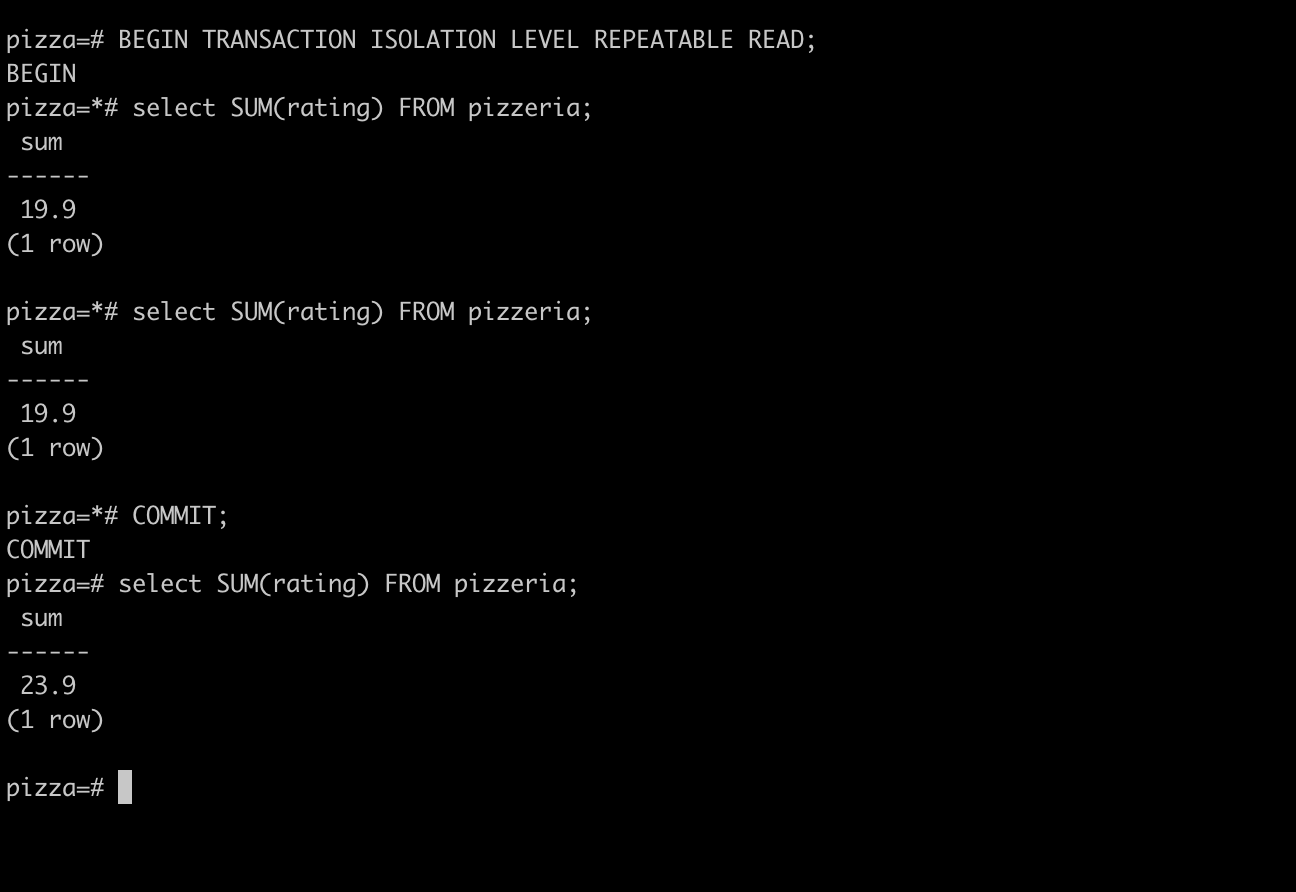 pizza=# BEGIN TRANSACTION ISOLATION LEVEL REPEATABLE READ;
BEGIN
pizza=*# select SUM(rating) FROM pizzeria;
 sum
------
 19.9
(1 row)

pizza=*# select SUM(rating) FROM pizzeria;
 sum
------
 19.9
(1 row)

pizza=*# COMMIT;
COMMIT
pizza=# select SUM(rating) FROM pizzeria;
 sum
------
 23.9
(1 row)

pizza=#